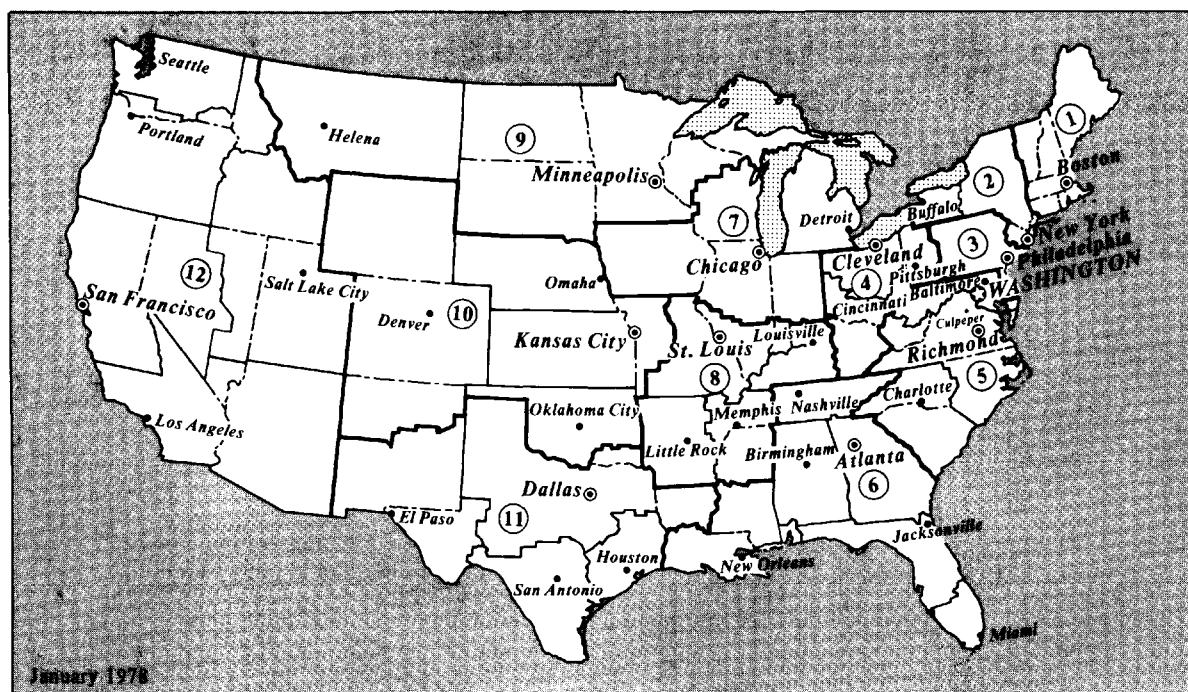 Seattle
Portland
Helena
9
Minneapolis
1
Boston
2
Buffalo
New York
Philadelphia
3
WASHINGTON
Detroit
7
Chicago
Cleveland
4
Pittsburgh
Baltimore
Cincinnati
12
San Francisco
Salt Lake City
Omaha
Denver
10
Kansas City
St. Louis
Louisville
8
Culpeper
Richmond
5
Charlotte
Los Angeles
Oklahoma City
Memphis
Nashville
Little Rock
Birmingham
Atlanta
6
Dallas
11
El Paso
Houston
San Antonio
New Orleans
Jacksonville
Miami
January 1978